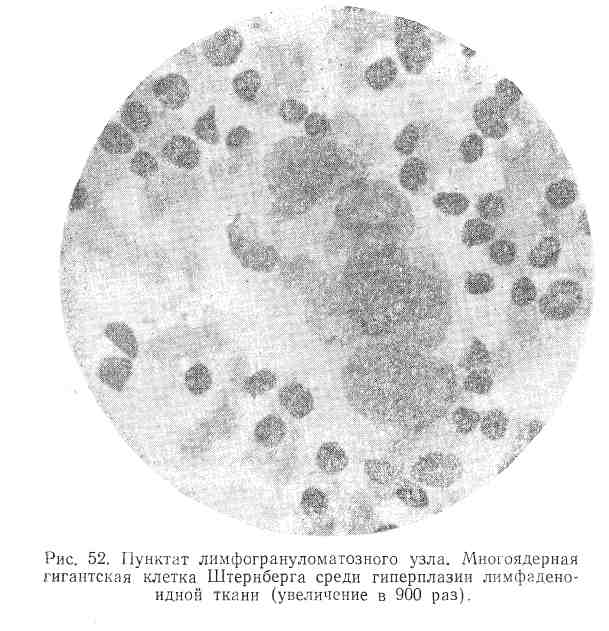 Рис. 52. Пунктат лимфогрануломатозного узла. Многоядерная
гигантская клетка Штернберга среди гиперплазии лимфадено-
идной ткани (увеличение в 900 раз).